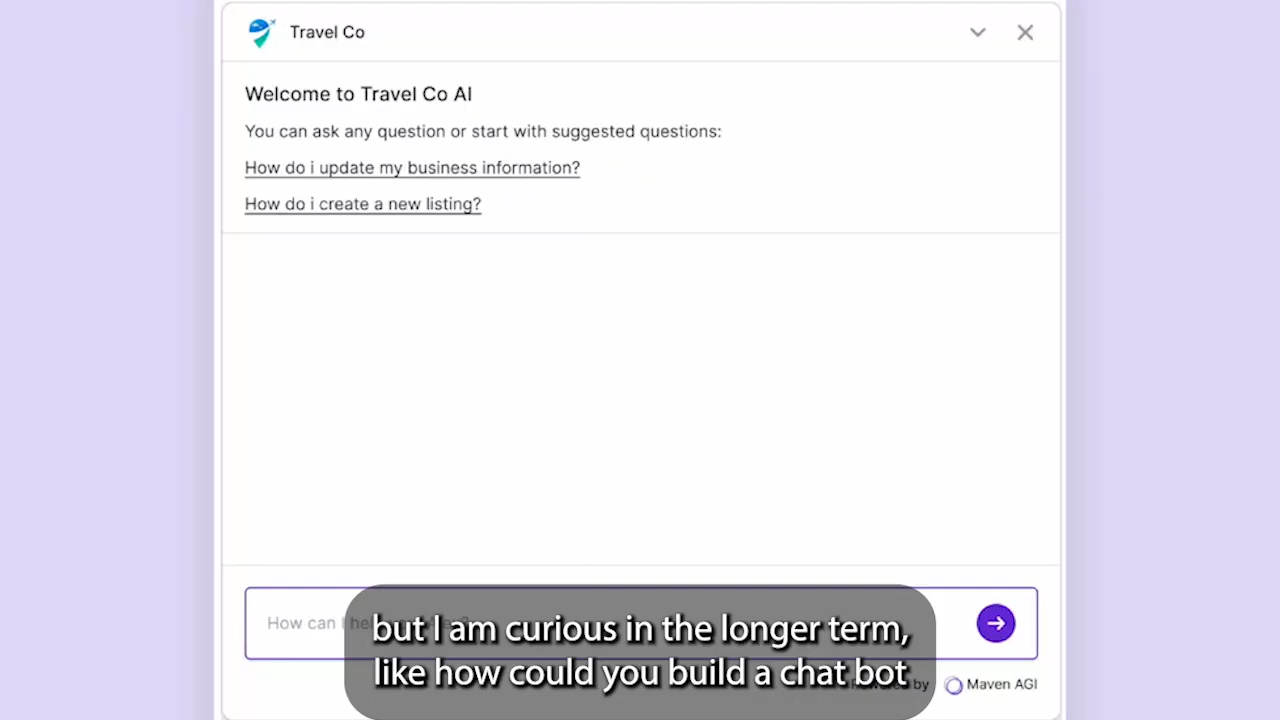 Travel Co
Welcome to Travel Co AI
You can ask any question or start with suggested questions:
How do i update my business information?
How do i create a new listing?
How can I
but I am curious in the longer term,
like how could you build a chat bot
by
Maven AGI